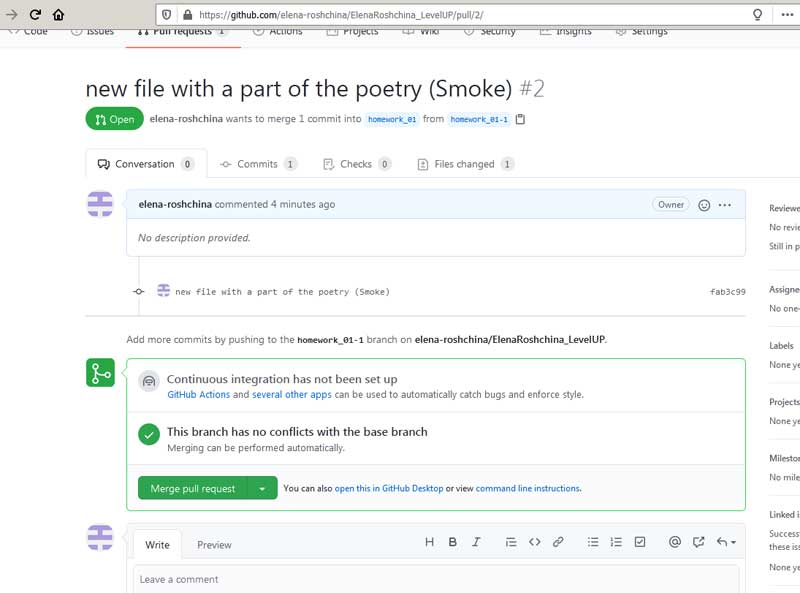 https://github.com/elena-roshchina/ElenaRoshchina_LevelUP/pull/2/
Code Issues Pull requests 1 Actions Projects Wiki Security Insights Settings
new file with a part of the poetry (Smoke) #2
Open elena-roshchina wants to merge 1 commit into homework_01 from homework_01-1
Conversation 0 Commits 1 Checks 0 Files changed 1
elena-roshchina commented 4 minutes ago Owner
No description provided.
new file with a part of the poetry (Smoke) fab3c99
Add more commits by pushing to the homework_01-1 branch on elena-roshchina/ElenaRoshchina_LevelUP.
Continuous integration has not been set up
GitHub Actions and several other apps can be used to automatically catch bugs and enforce style.
This branch has no conflicts with the base branch
Merging can be performed automatically.
Merge pull request You can also open this in GitHub Desktop or view command line instructions.
Write Preview H B I
Leave a comment
Reviewe
No revie
Still in p
Assigne
No one-
Labels
None ye
Projects
None ye
Milesto
No mile
Linked i
Success
these iss
None ye